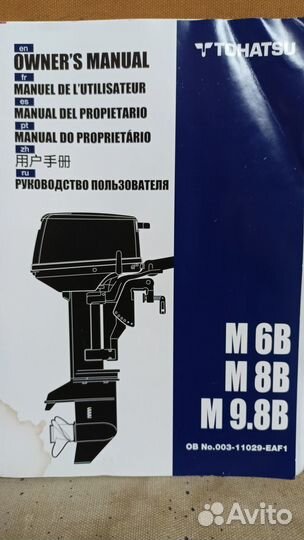 en
OWNER'S MANUAL
fr
MANUEL DE L'UTILISATEUR
es
MANUAL DEL PROPIETARIO
pt
MANUAL DO PROPRIETÁRIO
zh
用户手册
ru
РУКОВОДСТВО ПОЛЬЗОВАТЕЛЯ
TOHATSU
M 6B
M 8B
M 9.8B
OB No.003-11029-EAF1
Avito